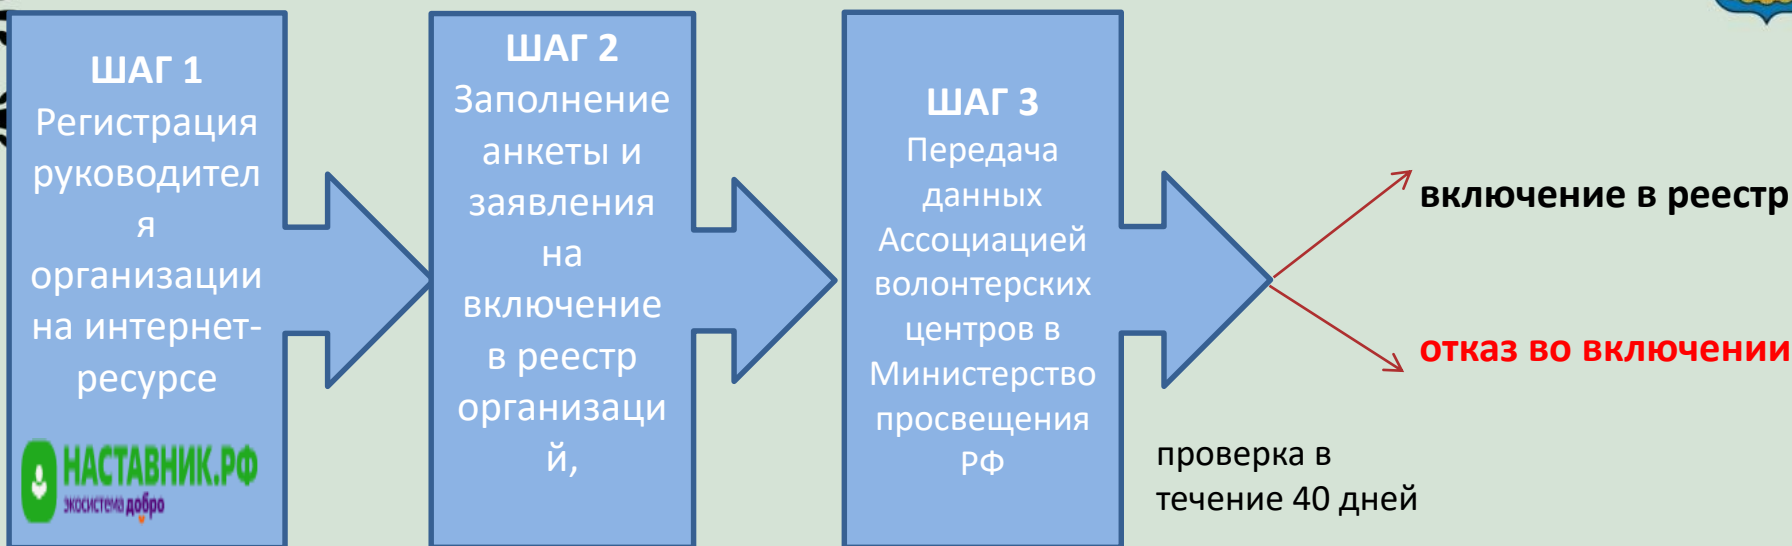 ШАГ 1
Регистрация
руководител
я
организации
на интернет-
ресурсе
НАСТАВНИК.РФ
экосистема добро
ШАГ 2
Заполнение
анкеты и
заявления
на
включение
в реестр
организаци
й,
ШАГ 3
Передача
данных
Ассоциацией
волонтерских
центров в
Министерство
просвещения
РФ
проверка в
течение 40 дней
включение в реестр
отказ во включении